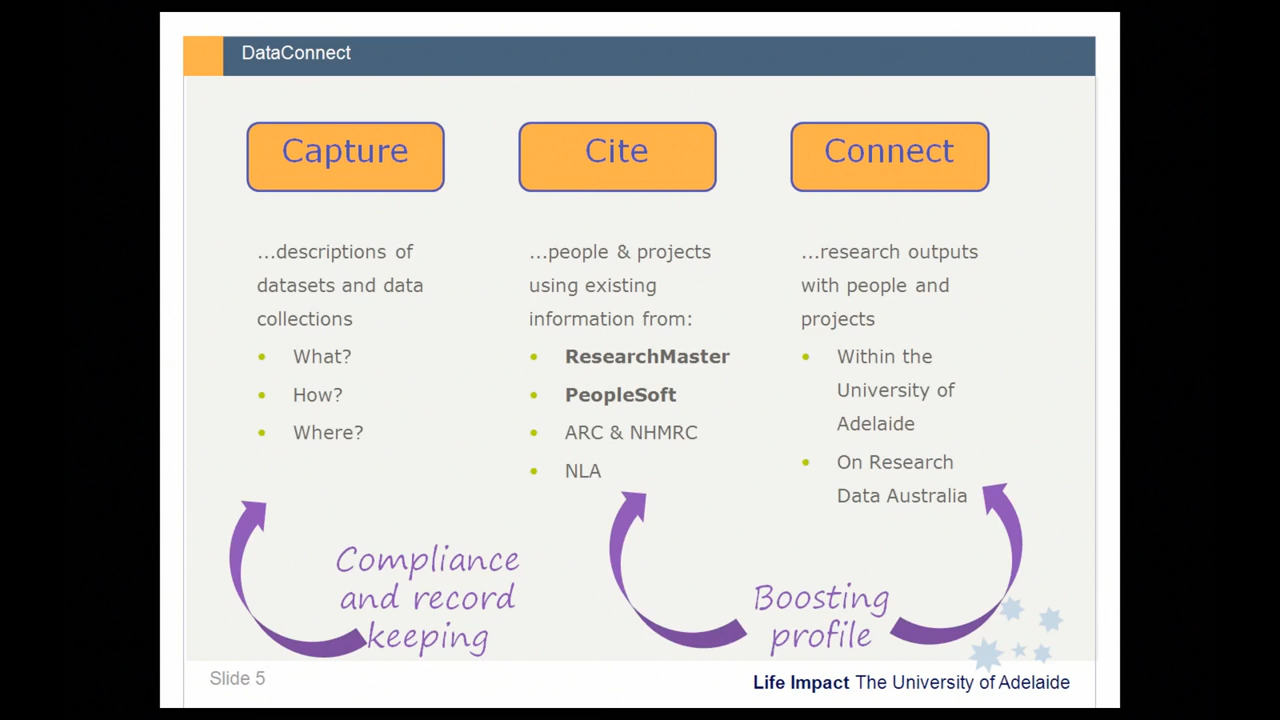 DataConnect
Capture
...descriptions of
datasets and data
collections
• What?
• How?
• Where?
Cite
...people & projects
using existing
information from:
• ResearchMaster
• PeopleSoft
• ARC & NHMRC
• NLA
Connect
...research outputs
with people and
projects
• Within the
University of
Adelaide
• On Research
Data Australia
Compliance
and record
keeping
Boosting
profile
Slide 5
Life Impact The University of Adelaide